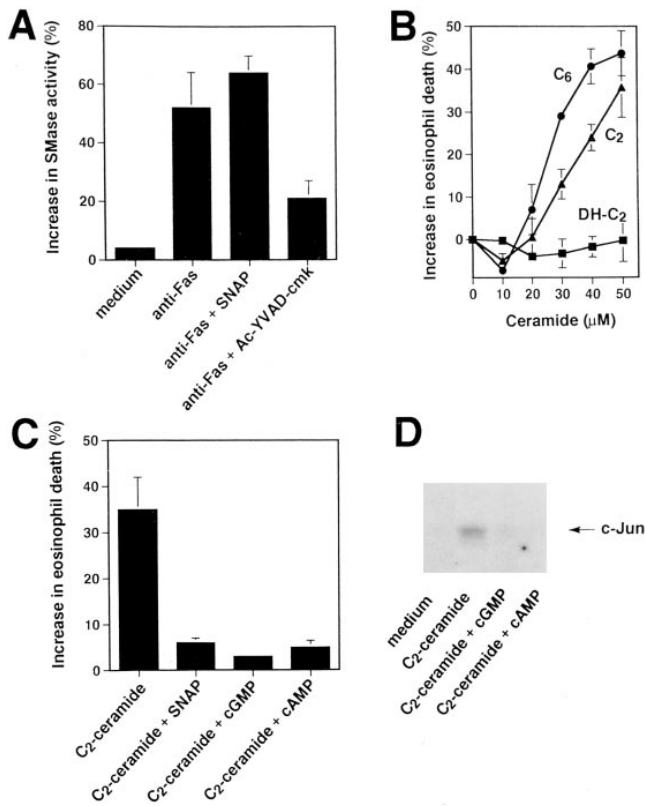 A
Increase in SMase activity (%)
80
60
40
20
0
medium
anti-Fas
anti-Fas + SNAP
anti-Fas + Ac-YVAD-cmk
B
Increase in eosinophil death (%)
50
40
30
20
10
0
C6
C2
DH-C2
0 10 20 30 40 50
Ceramide (μM)
C
Increase in eosinophil death (%)
50
40
30
20
10
0
C2-ceramide
C2-ceramide + SNAP
C2-ceramide + cGMP
C2-ceramide + cAMP
D
c-Jun
medium
C2-ceramide
C2-ceramide + cGMP
C2-ceramide + cAMP